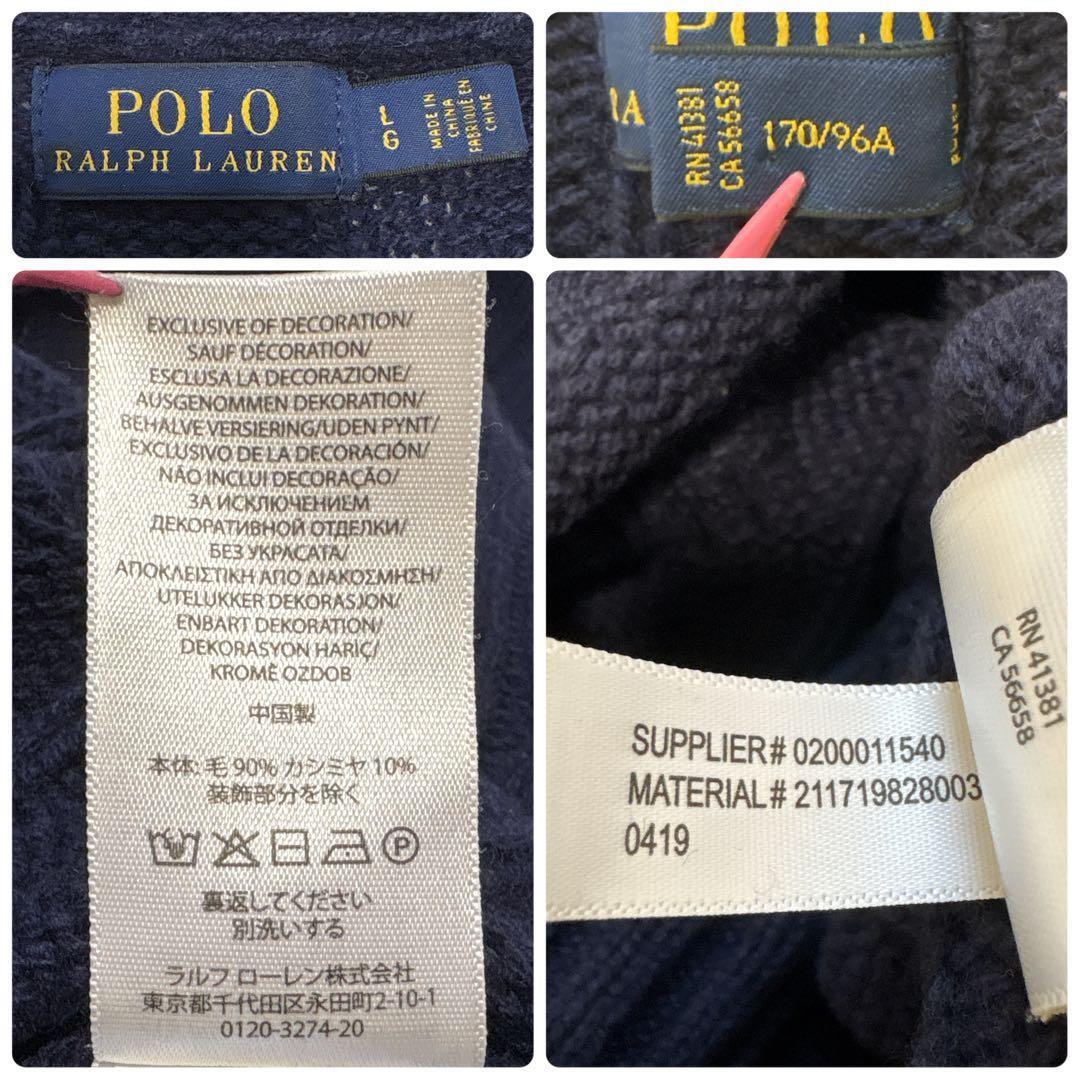 POLO
RALPH LAUREN
L
G
MADE IN
CHINA
FABRIQUÉ EN
CHINE
POLO
RA
RN 41381
CA 56658
170/96A
EXCLUSIVE OF DECORATION/
SAUF DÉCORATION/
ESCLUSA LA DECORAZIONE/
AUSGENOMMEN DEKORATION/
BEHALVE VERSIERING/UDEN PYNT/
EXCLUSIVO DE LA DECORACIÓN/
NÃO INCLUI DECORAÇÃO/
ЗА ИСКЛЮЧЕНИЕМ
ДЕКОРАТИВНОЙ ОТДЕЛКИ/
БЕЗ УКРАСАТА/
ΑΠΟΚΛΕΙΣΤΙΚΗ ΑΠΟ ΔΙΑΚΟΣΜΗΣΗ/
UTELUKKER DEKORASJON/
ENBART DEKORATION/
DEKORASYON HARIÇ/
KROMĚ OZDOB
中国製
本体: 毛 90% カシミヤ 10%
装飾部分を除く
P
裏返してください
別洗いする
ラルフ ローレン株式会社
東京都千代田区永田町2-10-1
0120-3274-20
SUPPLIER# 0200011540
MATERIAL# 211719828003
0419
RN 41381
CA 56658